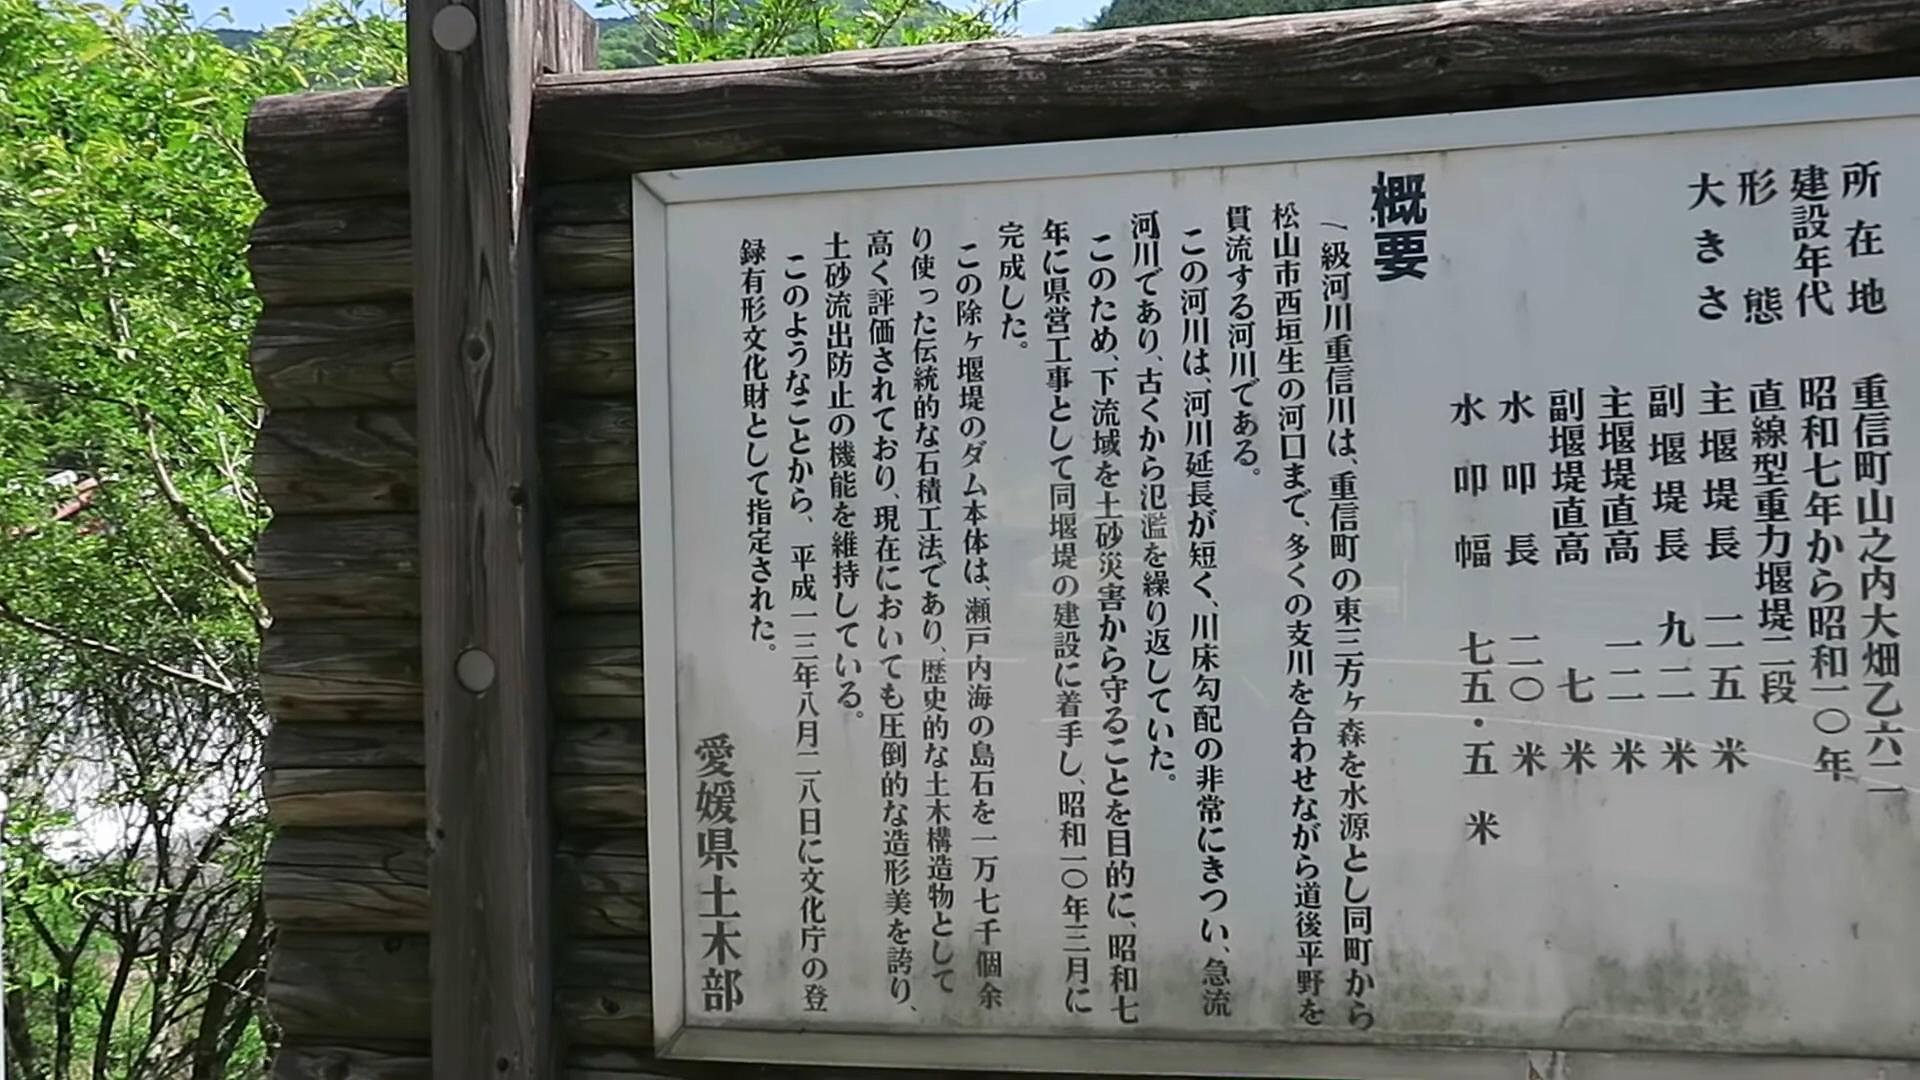 所在地 重信町山之内大畑乙六二一
建設年代 昭和七年から昭和一〇年
形態 直線型重力堰堤二段
大きさ 主堰堤長 一一五米
副堰堤長 九二米
主堰堤直高 一二米
副堰堤直高 七米
水叩長 二〇米
水叩幅 七五・五米
概要
一級河川重信川は、重信町の東三方ヶ森を水源とし同町から
松山市西垣生の河口まで、多くの支川を合わせながら道後平野を
貫流する河川である。
この河川は、河川延長が短く、川床勾配の非常にきつい、急流
河川であり、古くから氾濫を繰り返していた。
このため、下流域を土砂災害から守ることを目的に、昭和七
年に県営工事として同堰堤の建設に着手し、昭和一〇年三月に
完成した。
この除ヶ堰堤のダム本体は、瀬戸内海の島石を一万七千個余
り使った伝統的な石積工法であり、歴史的な土木構造物として
高く評価されており、現在においても圧倒的な造形美を誇り、
土砂流出防止の機能を維持している。
このようなことから、平成一三年八月二八日に文化庁の登
録有形文化財として指定された。
愛媛県土木部